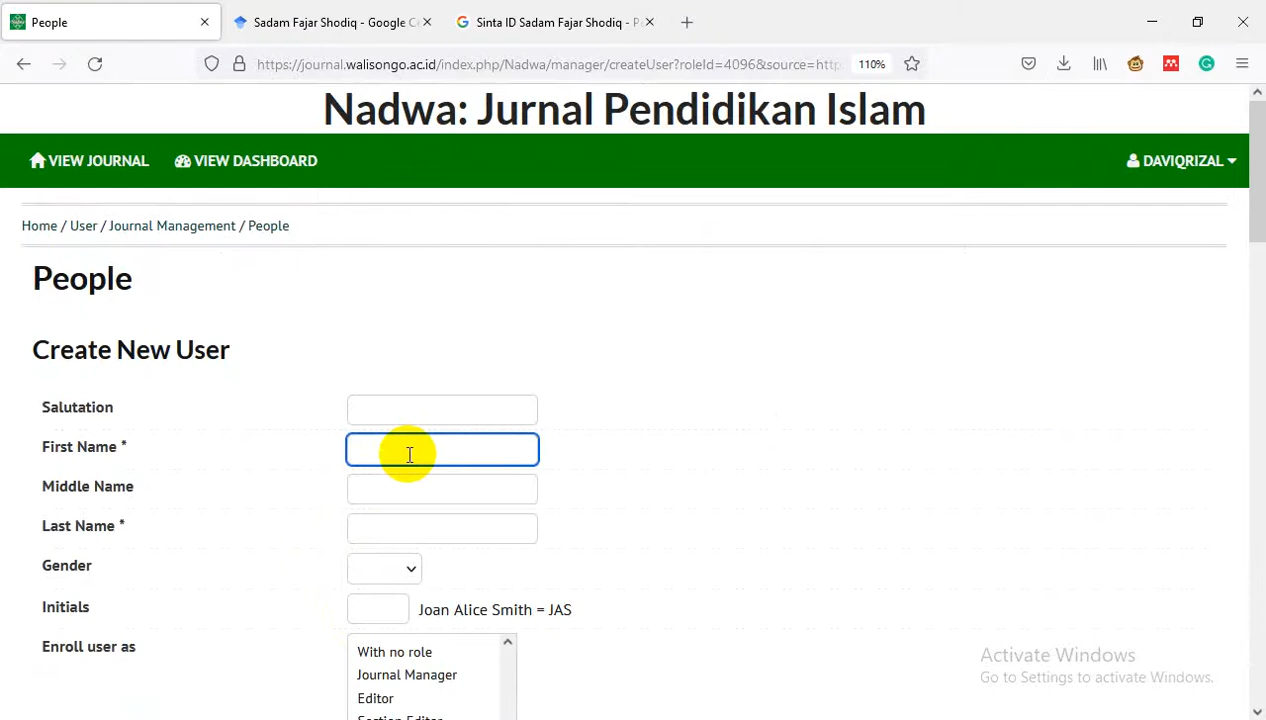 People
Sadam Fajar Shodiq - Google C
Sinta ID Sadam Fajar Shodiq - P
https://journal.walisongo.ac.id/index.php/Nadwa/manager/createUser?roleId=4096&source=http
110%
Nadwa: Jurnal Pendidikan Islam
VIEW JOURNAL
VIEW DASHBOARD
DAVIQRIZAL
Home / User / Journal Management / People
People
Create New User
Salutation
First Name *
Middle Name
Last Name *
Gender
Initials
Joan Alice Smith = JAS
Enroll user as
With no role
Journal Manager
Editor
Section Editor
Activate Windows
Go to Settings to activate Windows.